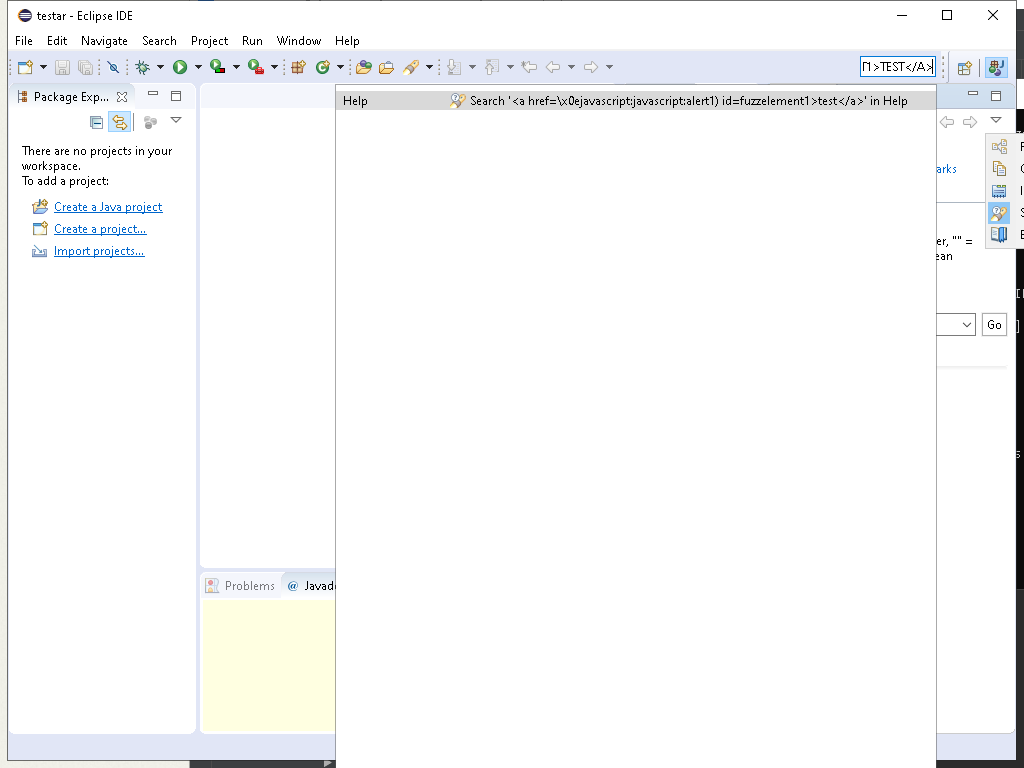 testar - Eclipse IDE
File Edit Navigate Search Project Run Window Help
1>TEST</A>
Package Exp...
Help Search '<a href=\x0ejavascript:javascript:alert1) id=fuzzelement1>test</a>' in Help
There are no projects in your
workspace.
To add a project:
arks
Create a Java project
Create a project...
er, "" =
Import projects...
ean
Go
Problems @ Javad